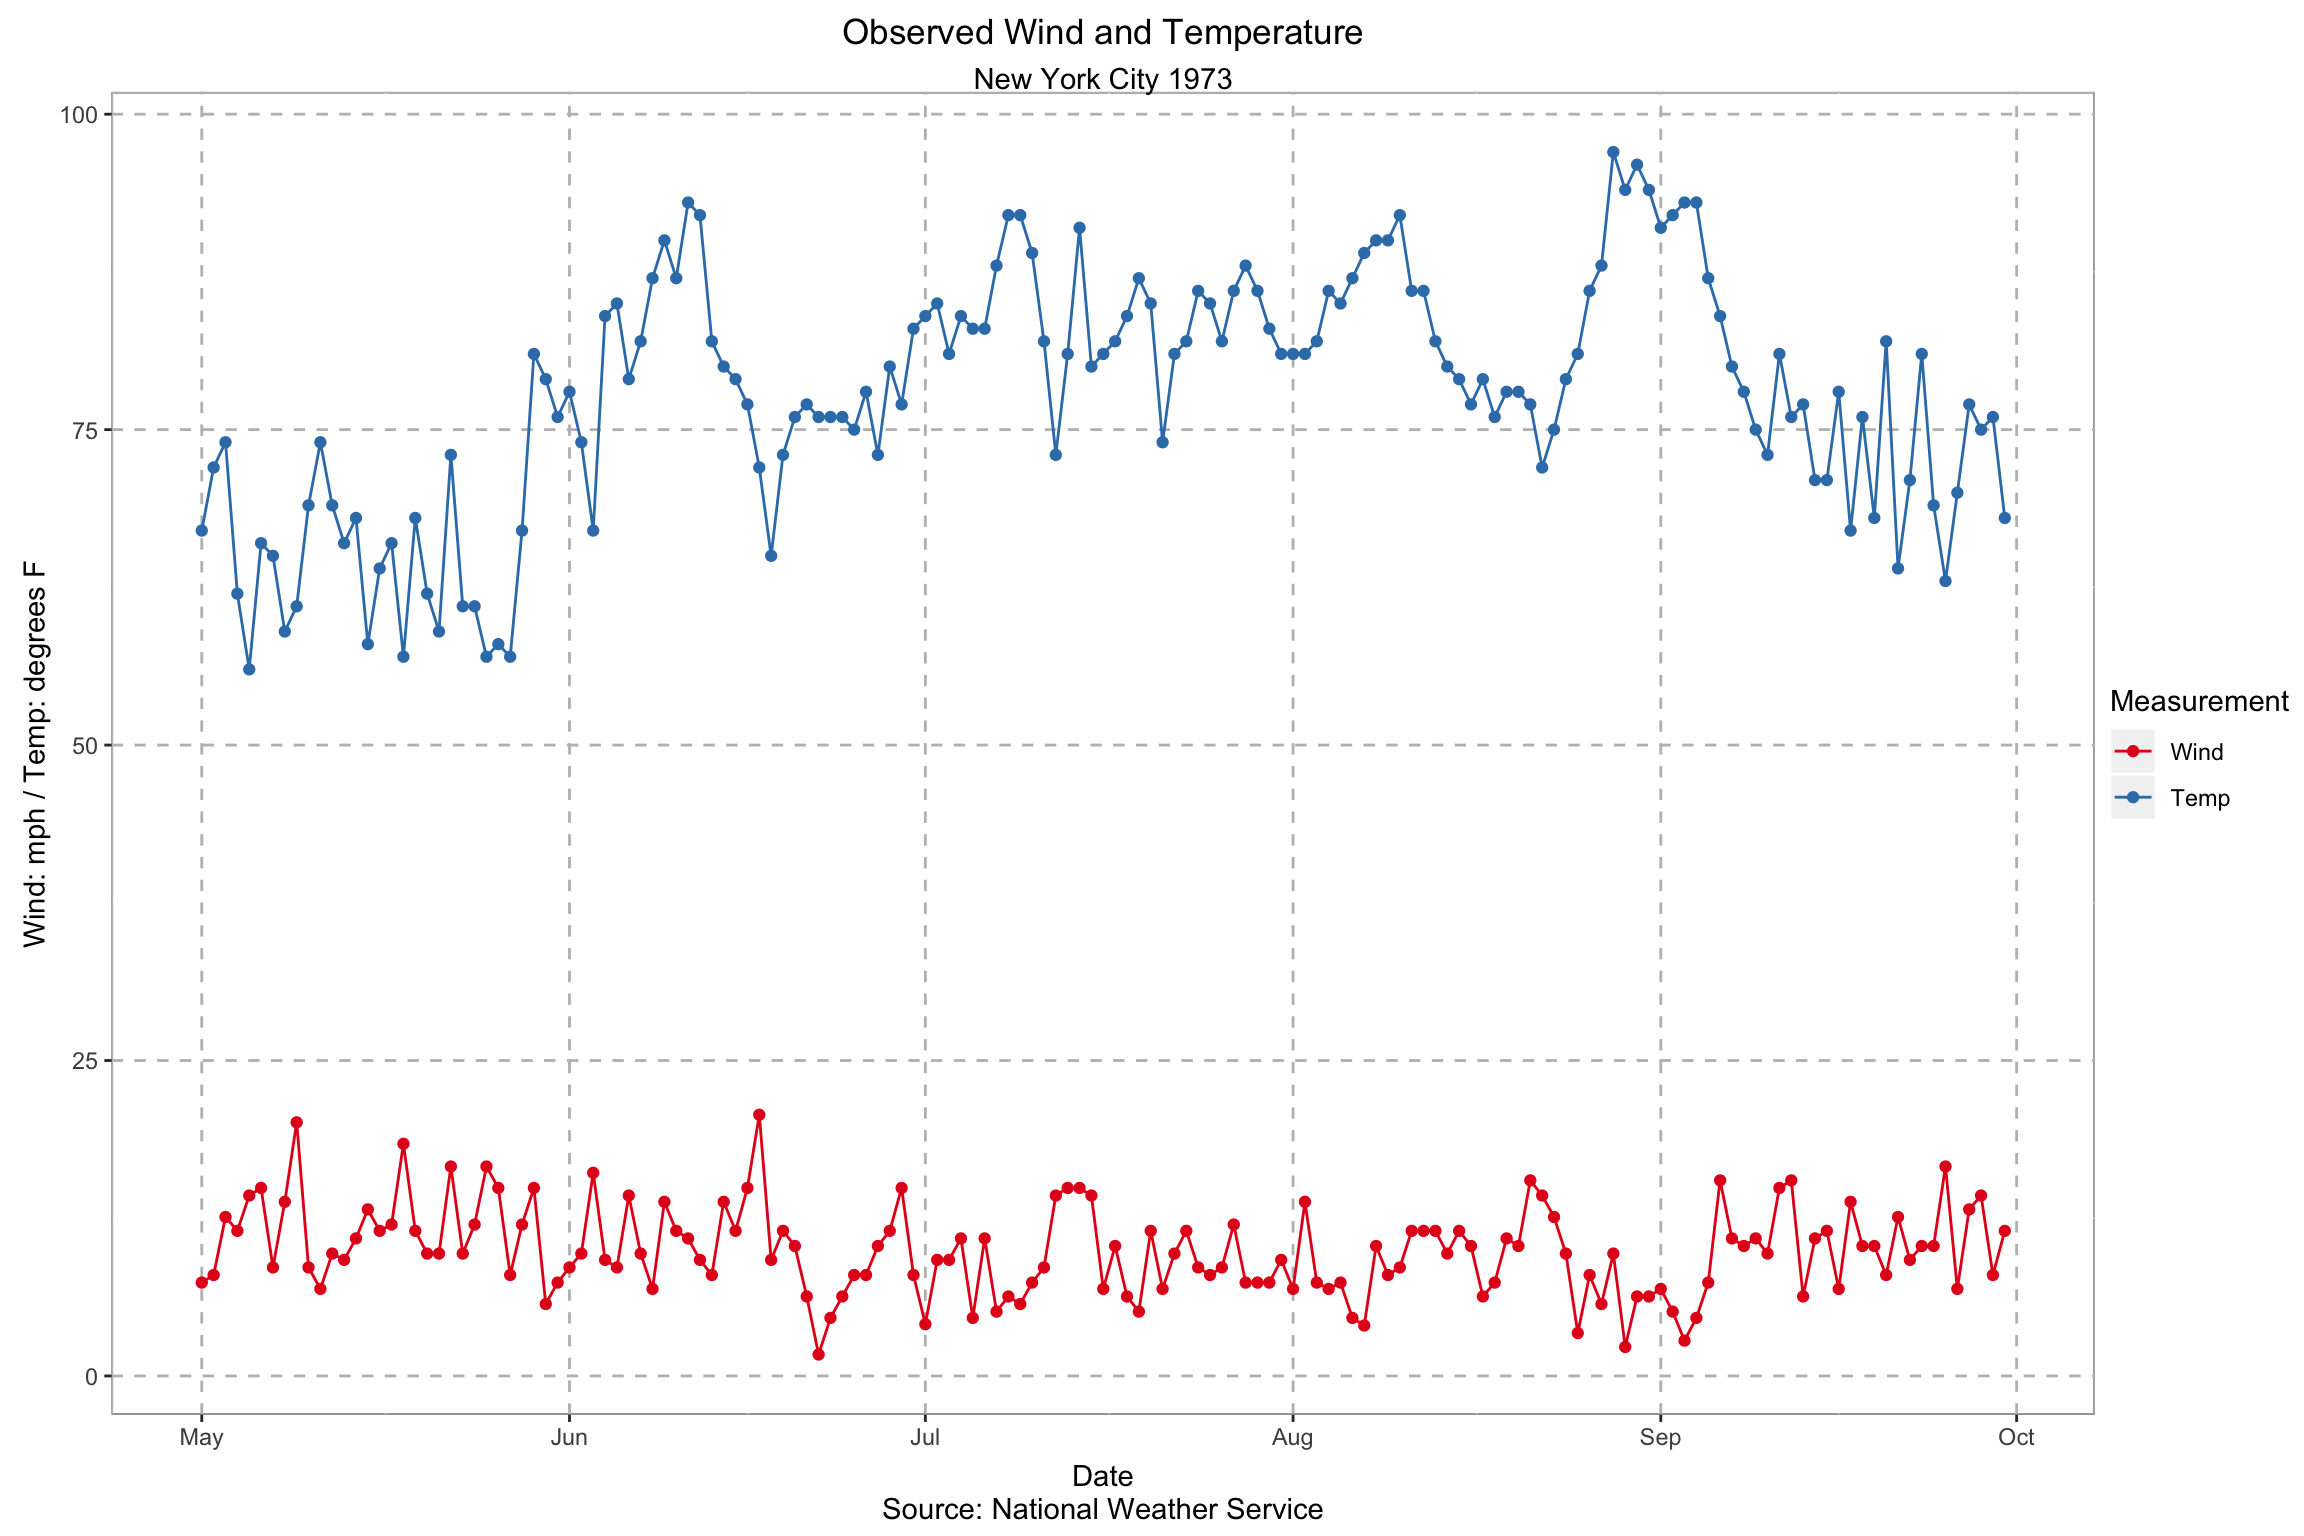 Observed Wind and Temperature
New York City 1973
100
75
50
25
0
Wind: mph / Temp: degrees F
May Jun Jul Aug Sep Oct
Date
Source: National Weather Service
Measurement
Wind
Temp